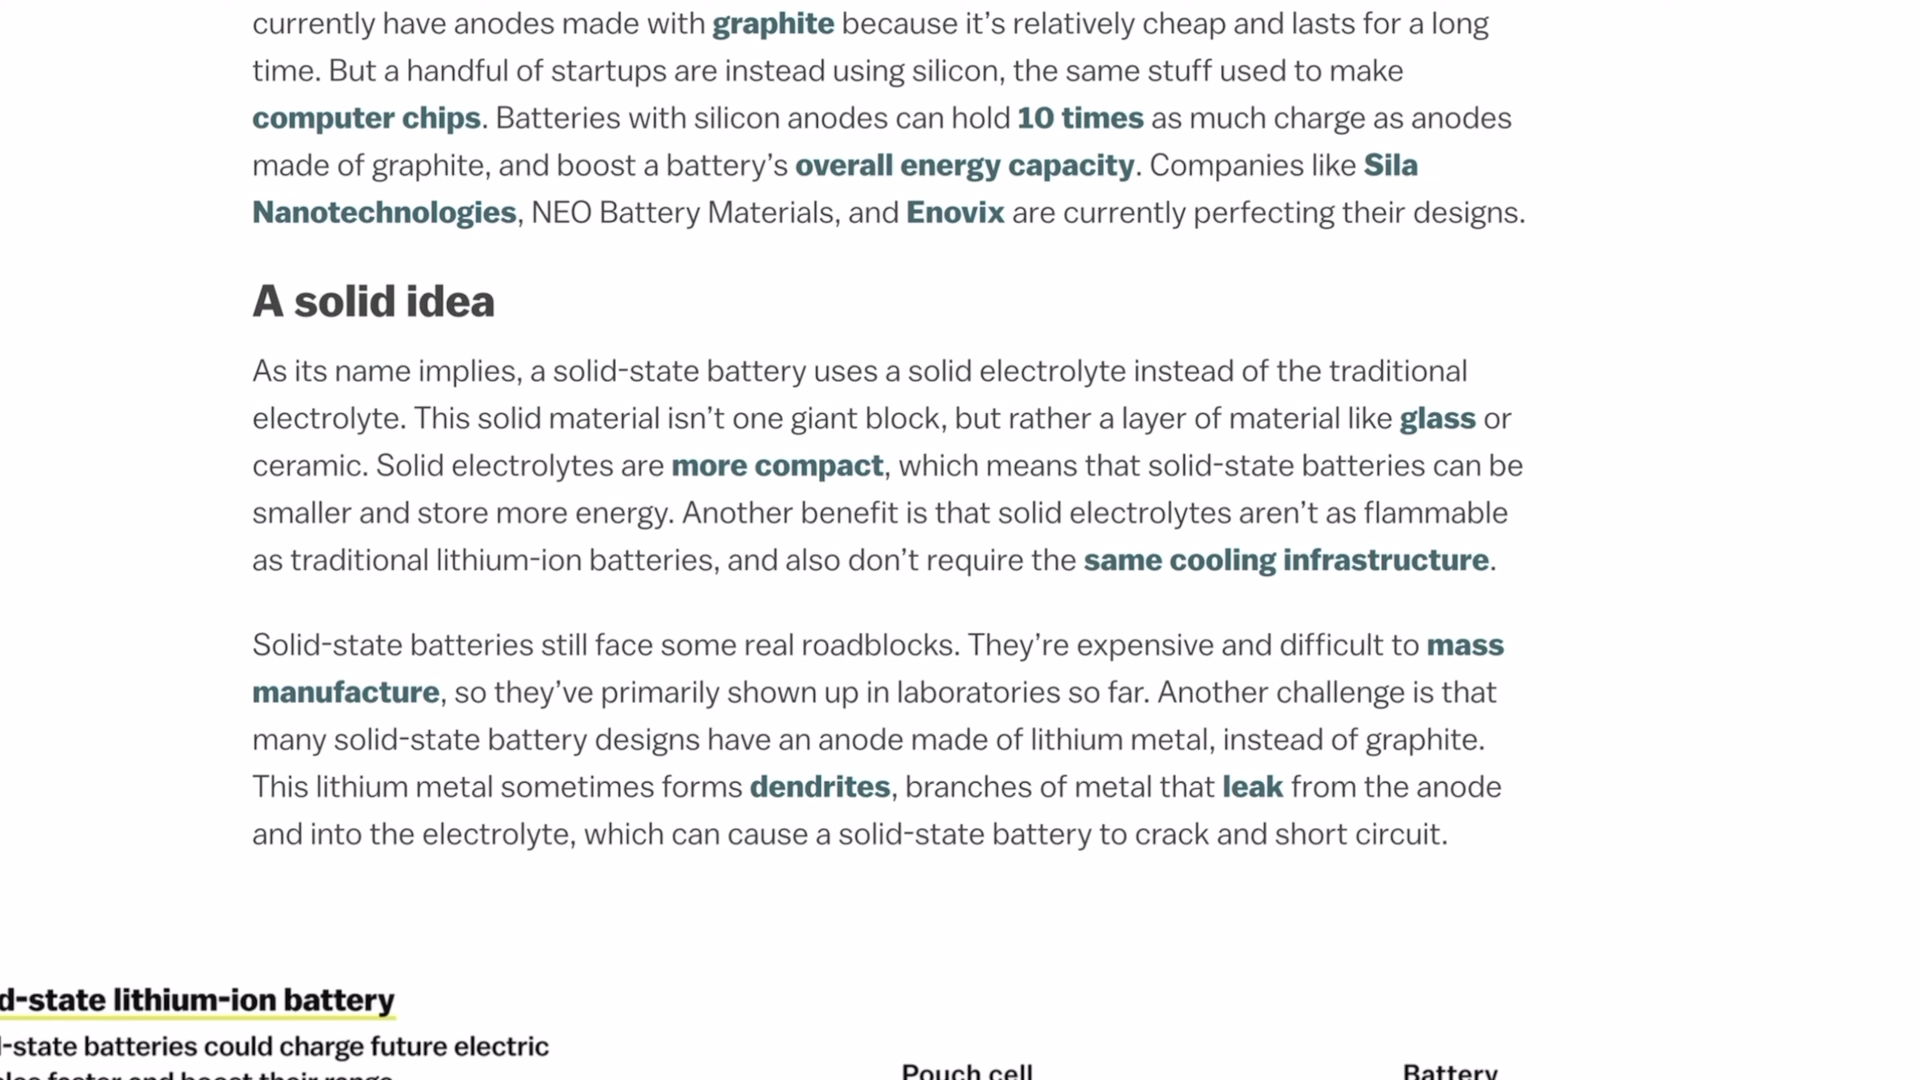 currently have anodes made with graphite because it’s relatively cheap and lasts for a long
time. But a handful of startups are instead using silicon, the same stuff used to make
computer chips. Batteries with silicon anodes can hold 10 times as much charge as anodes
made of graphite, and boost a battery’s overall energy capacity. Companies like Sila
Nanotechnologies, NEO Battery Materials, and Enovix are currently perfecting their designs.
A solid idea
As its name implies, a solid-state battery uses a solid electrolyte instead of the traditional
electrolyte. This solid material isn’t one giant block, but rather a layer of material like glass or
ceramic. Solid electrolytes are more compact, which means that solid-state batteries can be
smaller and store more energy. Another benefit is that solid electrolytes aren’t as flammable
as traditional lithium-ion batteries, and also don’t require the same cooling infrastructure.
Solid-state batteries still face some real roadblocks. They’re expensive and difficult to mass
manufacture, so they’ve primarily shown up in laboratories so far. Another challenge is that
many solid-state battery designs have an anode made of lithium metal, instead of graphite.
This lithium metal sometimes forms dendrites, branches of metal that leak from the anode
and into the electrolyte, which can cause a solid-state battery to crack and short circuit.
d-state lithium-ion battery
-state batteries could charge future electric
faster and boost their range
Pouch cell
Battery